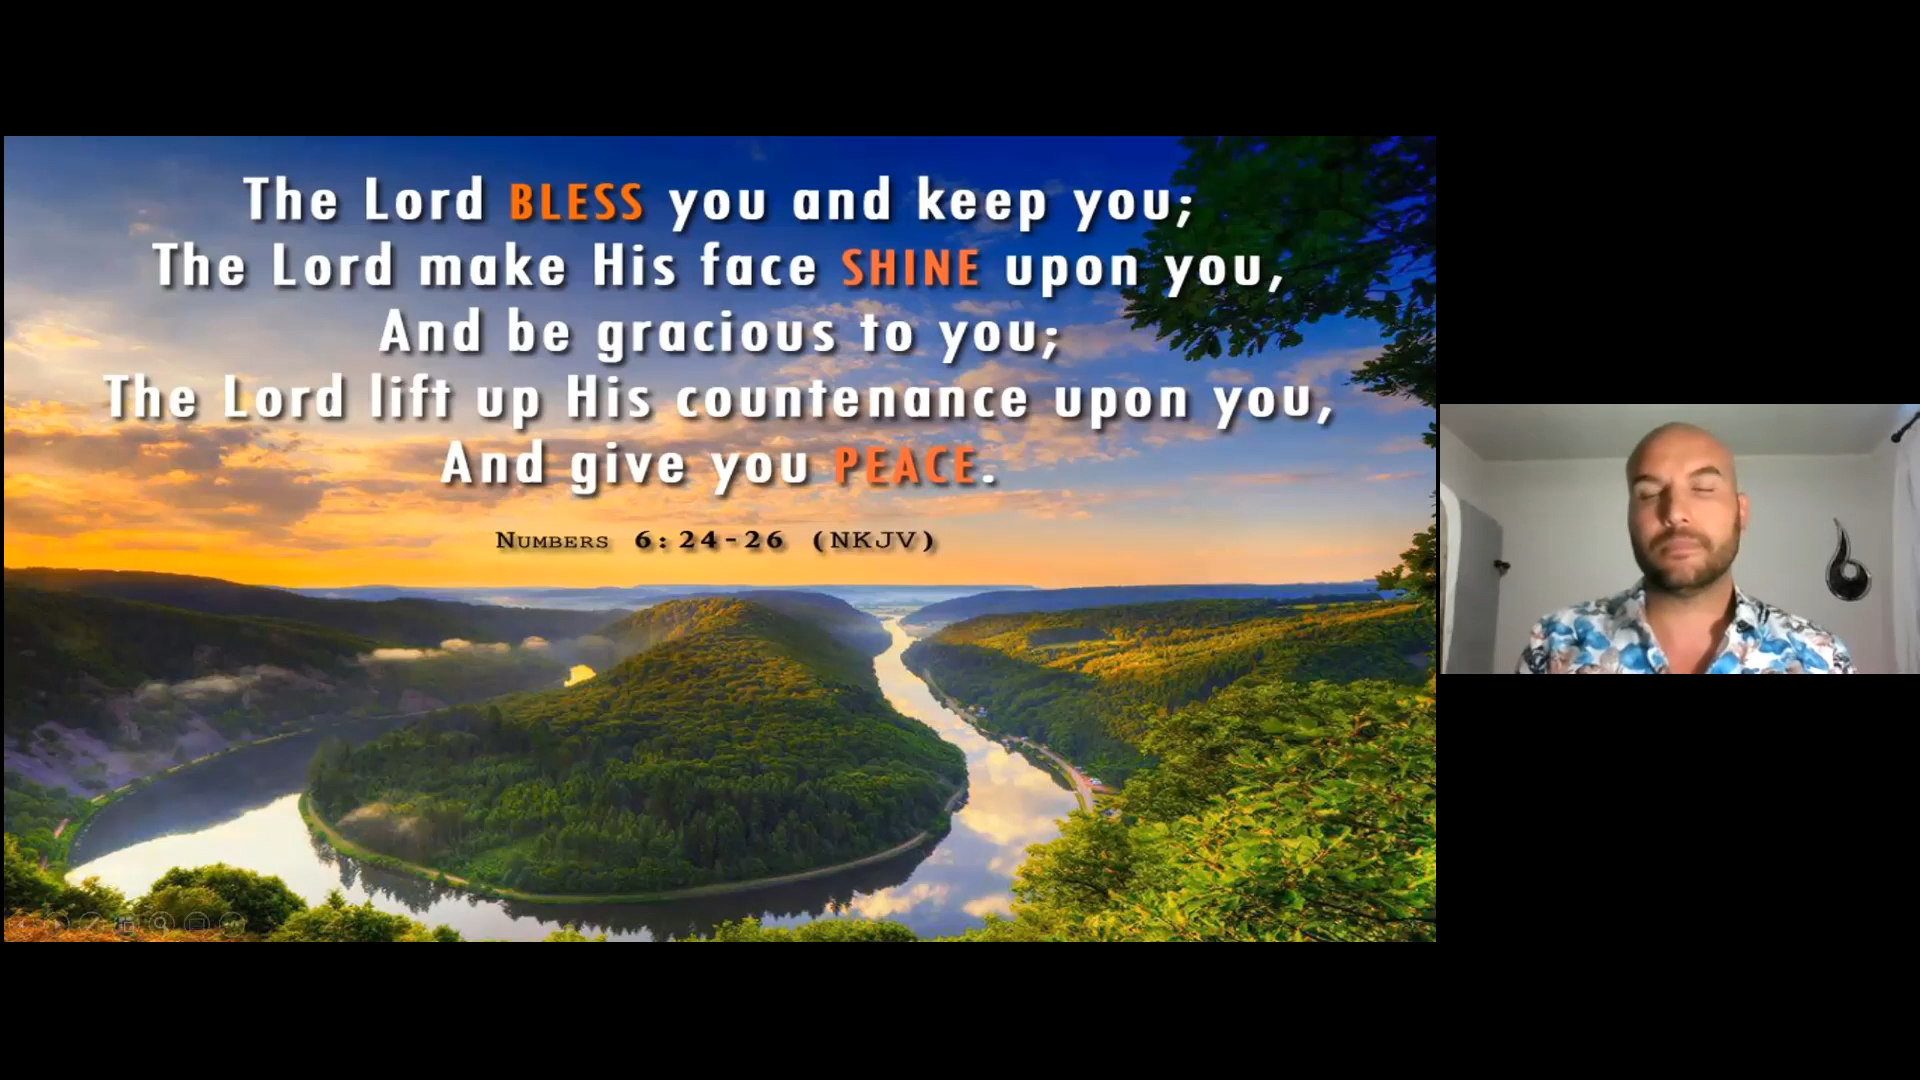 The Lord BLESS you and keep you;
The Lord make His face SHINE upon you,
And be gracious to you;
The Lord lift up His countenance upon you,
And give you PEACE.
Numbers 6:24-26 (NKJV)